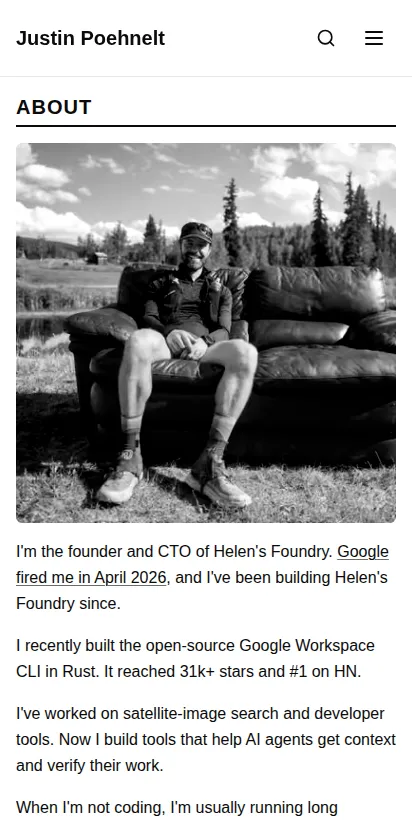 Justin Poehnelt
ABOUT
I'm the founder and CTO of Helen's Foundry. Google
fired me in April 2026, and I've been building Helen's
Foundry since.
I recently built the open-source Google Workspace
CLI in Rust. It reached 31k+ stars and #1 on HN.
I've worked on satellite-image search and developer
tools. Now I build tools that help AI agents get context
and verify their work.
When I'm not coding, I'm usually running long